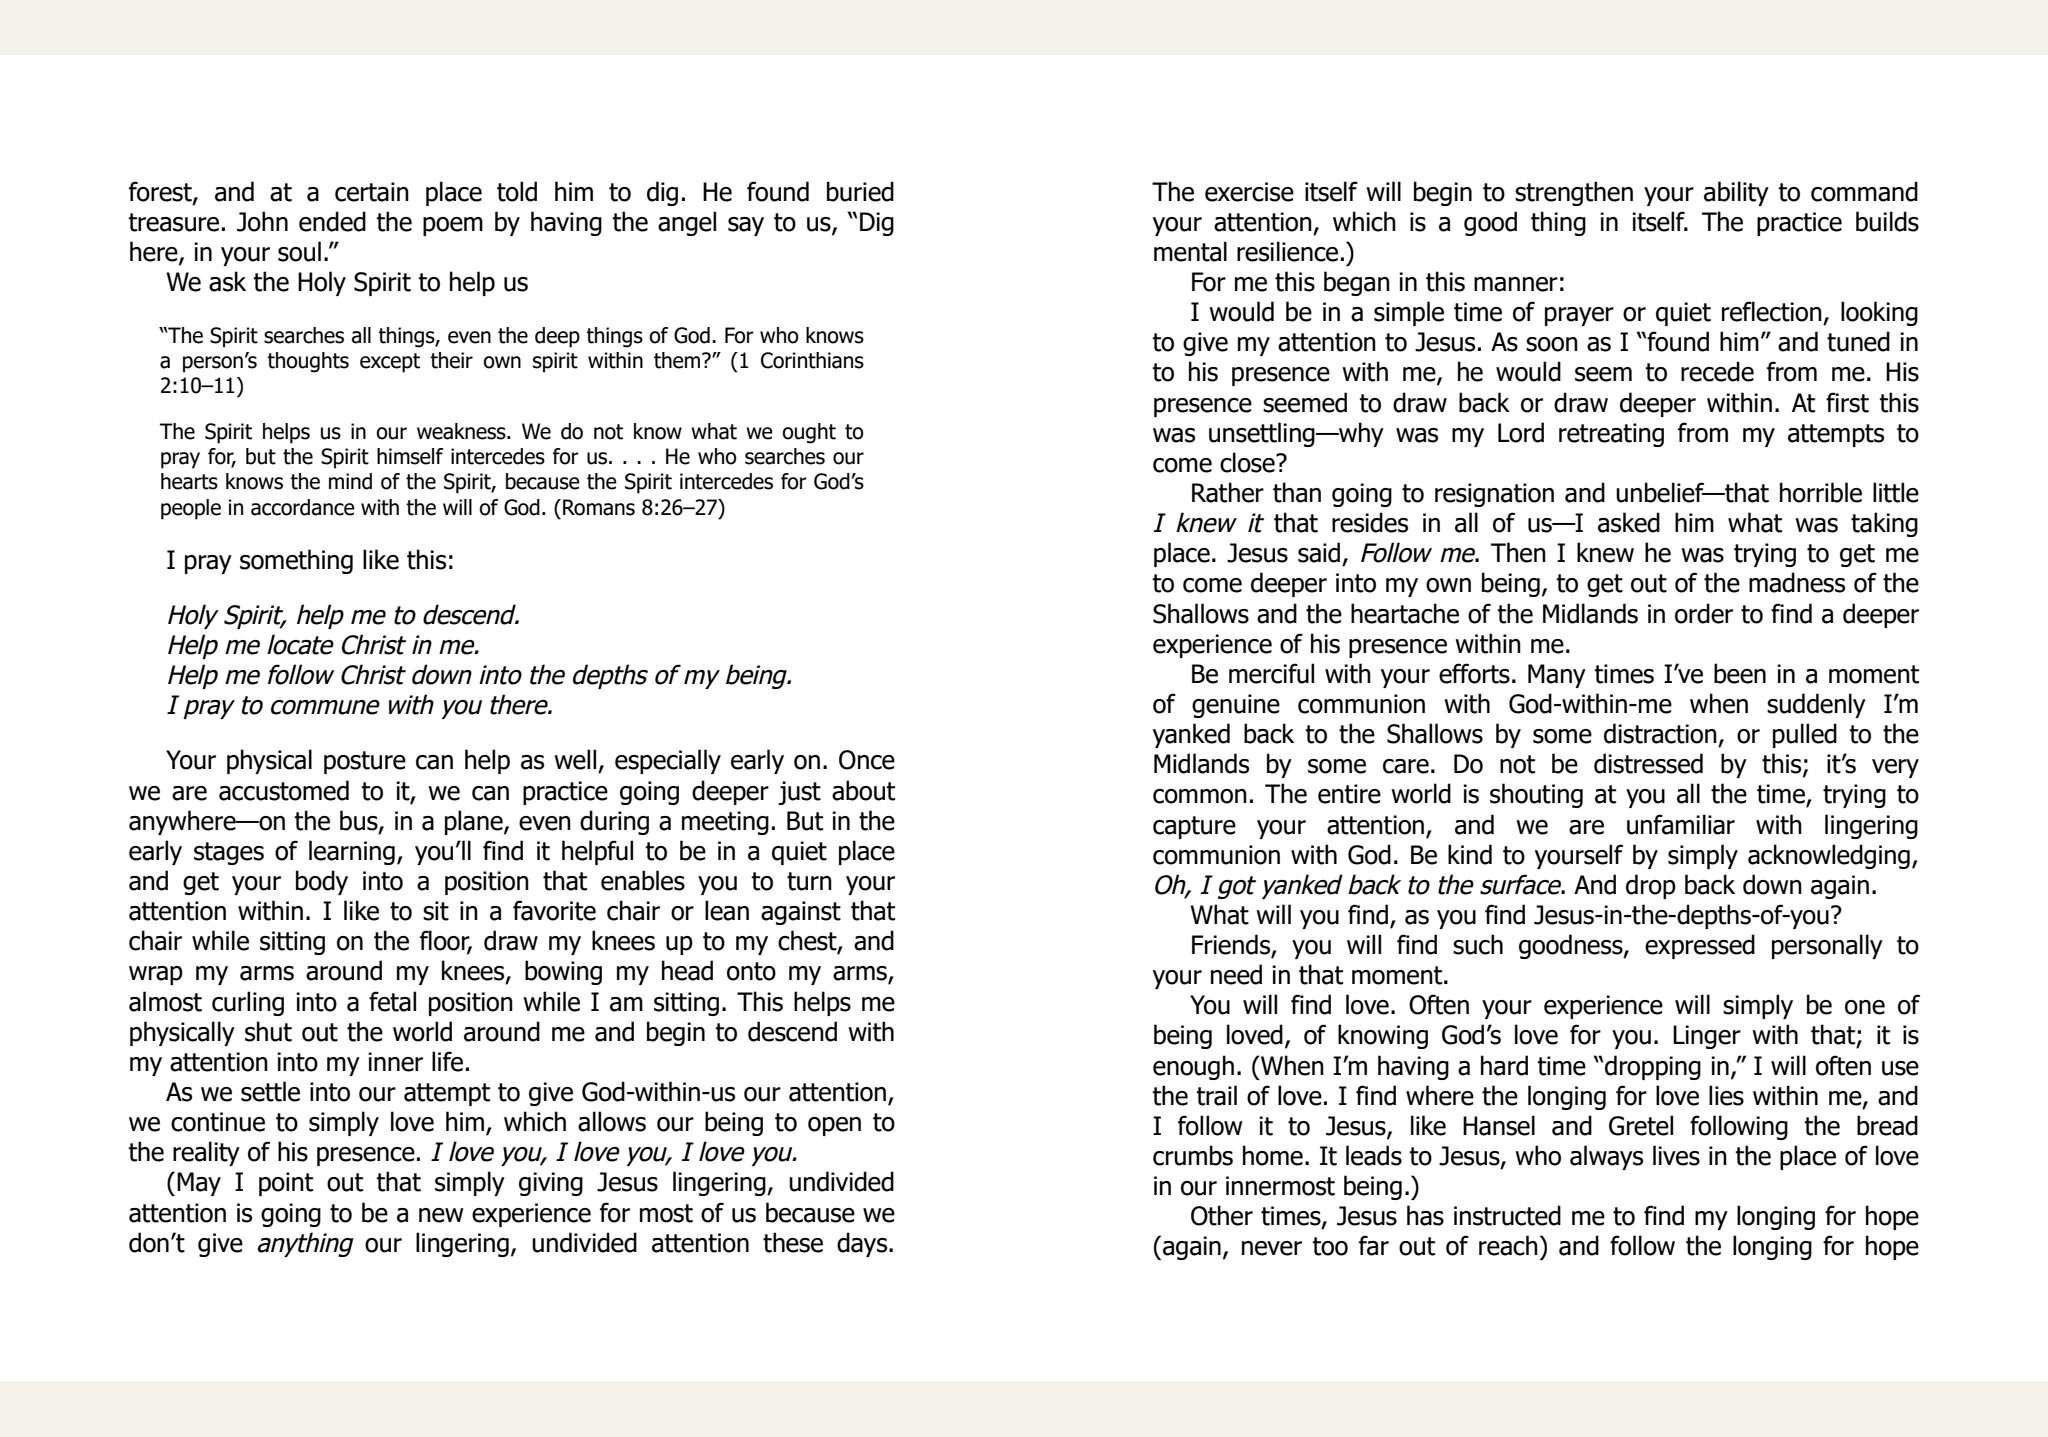 forest, and at a certain place told him to dig. He found buried
treasure. John ended the poem by having the angel say to us, “Dig
here, in your soul.”
We ask the Holy Spirit to help us
“The Spirit searches all things, even the deep things of God. For who knows
a person’s thoughts except their own spirit within them?” (1 Corinthians
2:10–11)
The Spirit helps us in our weakness. We do not know what we ought to
pray for, but the Spirit himself intercedes for us. . . . He who searches our
hearts knows the mind of the Spirit, because the Spirit intercedes for God’s
people in accordance with the will of God. (Romans 8:26–27)
I pray something like this:
Holy Spirit, help me to descend.
Help me locate Christ in me.
Help me follow Christ down into the depths of my being.
I pray to commune with you there.
Your physical posture can help as well, especially early on. Once
we are accustomed to it, we can practice going deeper just about
anywhere—on the bus, in a plane, even during a meeting. But in the
early stages of learning, you’ll find it helpful to be in a quiet place
and get your body into a position that enables you to turn your
attention within. I like to sit in a favorite chair or lean against that
chair while sitting on the floor, draw my knees up to my chest, and
wrap my arms around my knees, bowing my head onto my arms,
almost curling into a fetal position while I am sitting. This helps me
physically shut out the world around me and begin to descend with
my attention into my inner life.
As we settle into our attempt to give God-within-us our attention,
we continue to simply love him, which allows our being to open to
the reality of his presence. I love you, I love you, I love you.
(May I point out that simply giving Jesus lingering, undivided
attention is going to be a new experience for most of us because we
don’t give anything our lingering, undivided attention these days.
The exercise itself will begin to strengthen your ability to command
your attention, which is a good thing in itself. The practice builds
mental resilience.)
For me this began in this manner:
I would be in a simple time of prayer or quiet reflection, looking
to give my attention to Jesus. As soon as I “found him” and tuned in
to his presence with me, he would seem to recede from me. His
presence seemed to draw back or draw deeper within. At first this
was unsettling—why was my Lord retreating from my attempts to
come close?
Rather than going to resignation and unbelief—that horrible little
I knew it that resides in all of us—I asked him what was taking
place. Jesus said, Follow me. Then I knew he was trying to get me
to come deeper into my own being, to get out of the madness of the
Shallows and the heartache of the Midlands in order to find a deeper
experience of his presence within me.
Be merciful with your efforts. Many times I’ve been in a moment
of genuine communion with God-within-me when suddenly I’m
yanked back to the Shallows by some distraction, or pulled to the
Midlands by some care. Do not be distressed by this; it’s very
common. The entire world is shouting at you all the time, trying to
capture your attention, and we are unfamiliar with lingering
communion with God. Be kind to yourself by simply acknowledging,
Oh, I got yanked back to the surface. And drop back down again.
What will you find, as you find Jesus-in-the-depths-of-you?
Friends, you will find such goodness, expressed personally to
your need in that moment.
You will find love. Often your experience will simply be one of
being loved, of knowing God’s love for you. Linger with that; it is
enough. (When I’m having a hard time “dropping in,” I will often use
the trail of love. I find where the longing for love lies within me, and
I follow it to Jesus, like Hansel and Gretel following the bread
crumbs home. It leads to Jesus, who always lives in the place of love
in our innermost being.)
Other times, Jesus has instructed me to find my longing for hope
(again, never too far out of reach) and follow the longing for hope